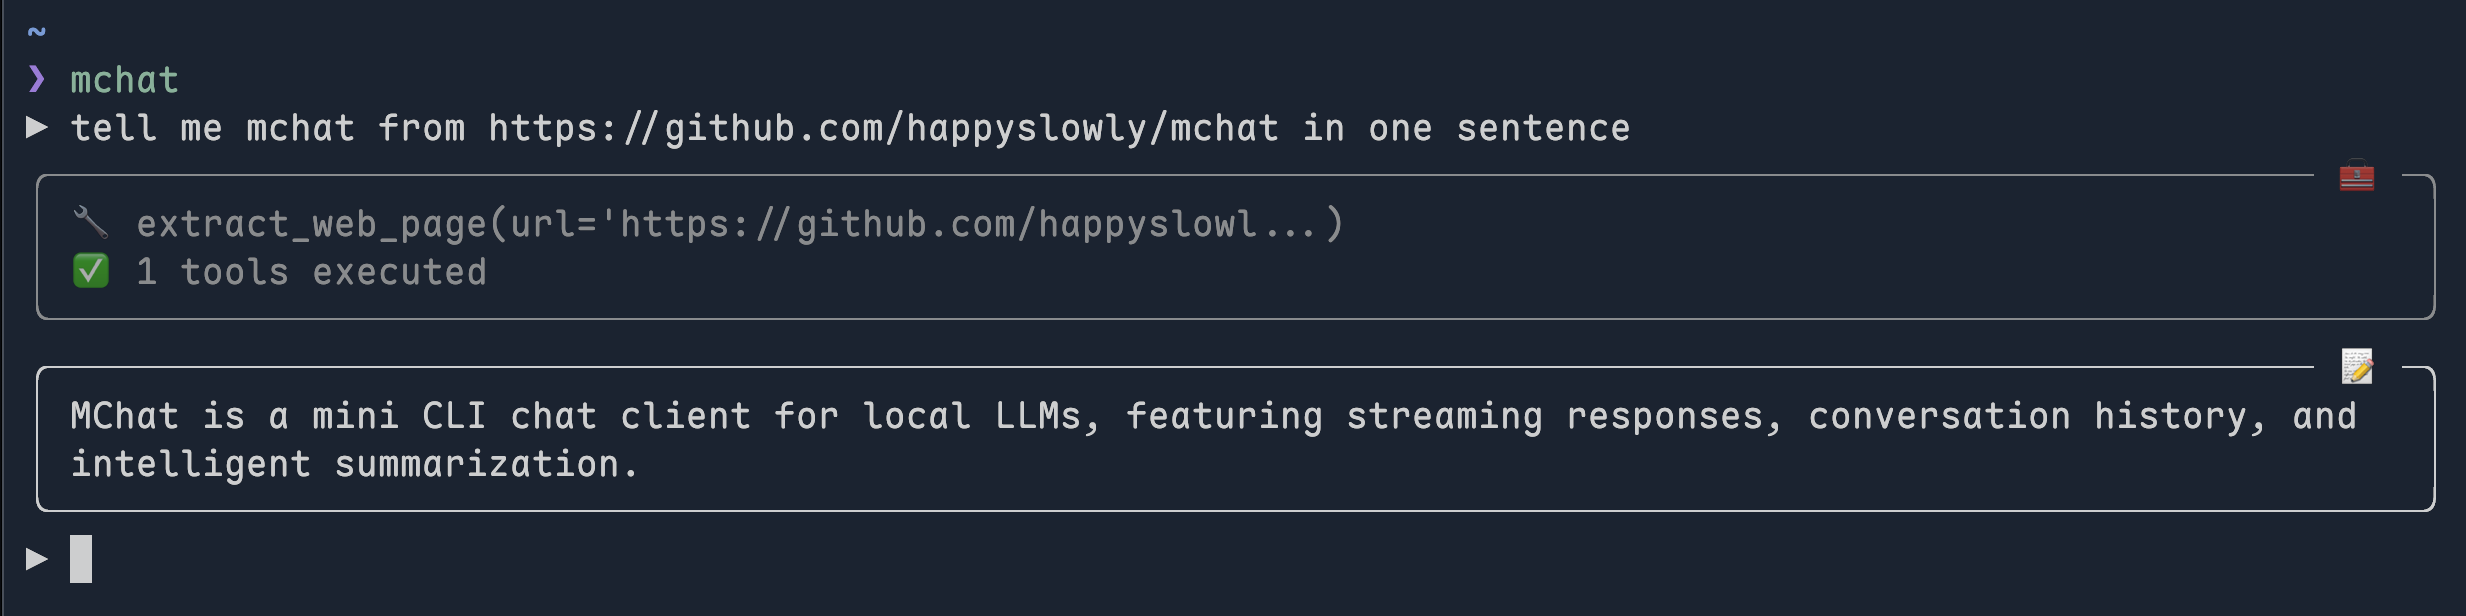 ~
❯ mchat
▶ tell me mchat from https://github.com/happyslowly/mchat in one sentence
🔧 extract_web_page(url='https://github.com/happyslowl...)
✅ 1 tools executed
MChat is a mini CLI chat client for local LLMs, featuring streaming responses, conversation history, and
intelligent summarization.
▶